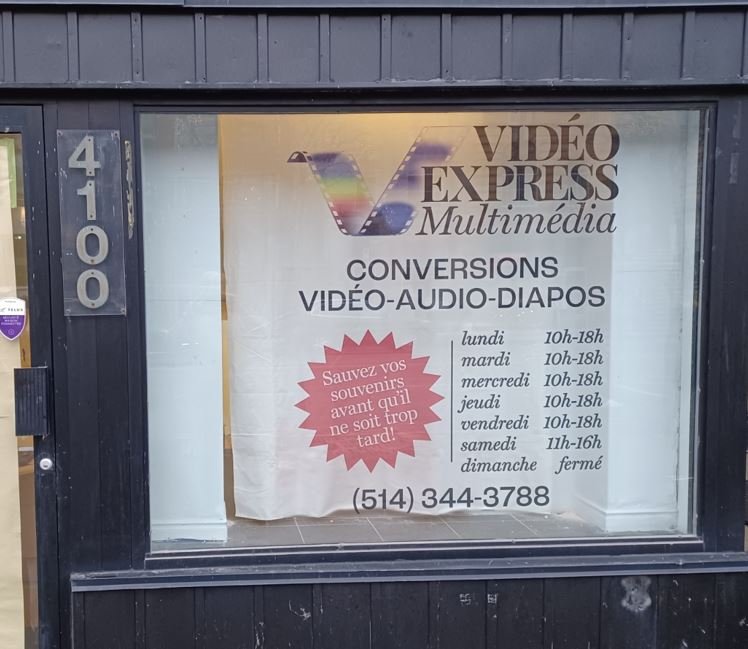 4100
VIDÉO
EXPRESS
Multimédia
CONVERSIONS
VIDÉO-AUDIO-DIAPOS
Sauvez vos
souvenirs
avant qu'il
ne soit trop
tard!
lundi 10h-18h
mardi 10h-18h
mercredi 10h-18h
jeudi 10h-18h
vendredi 10h-18h
samedi 11h-16h
dimanche fermé
(514) 344-3788
TELUS